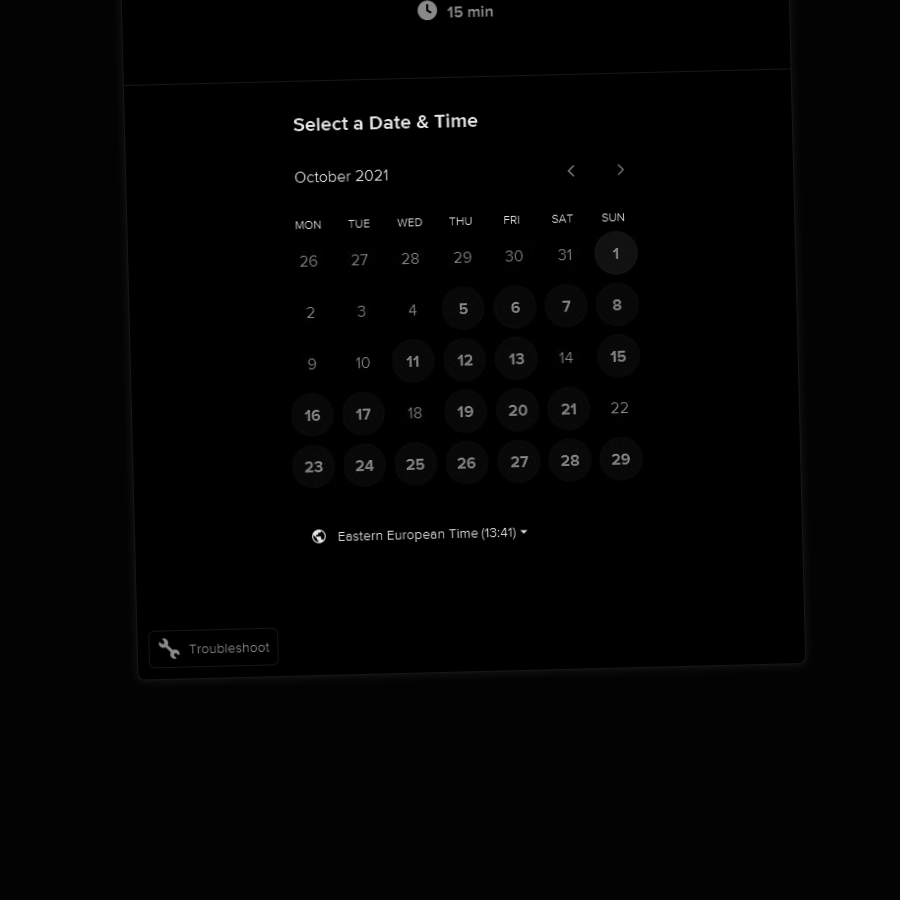 15 min
Select a Date & Time
October 2021
MON TUE WED THU FRI SAT SUN
26 27 28 29 30 31 1
2 3 4 5 6 7 8
9 10 11 12 13 14 15
16 17 18 19 20 21 22
23 24 25 26 27 28 29
Eastern European Time (13:41)
Troubleshoot